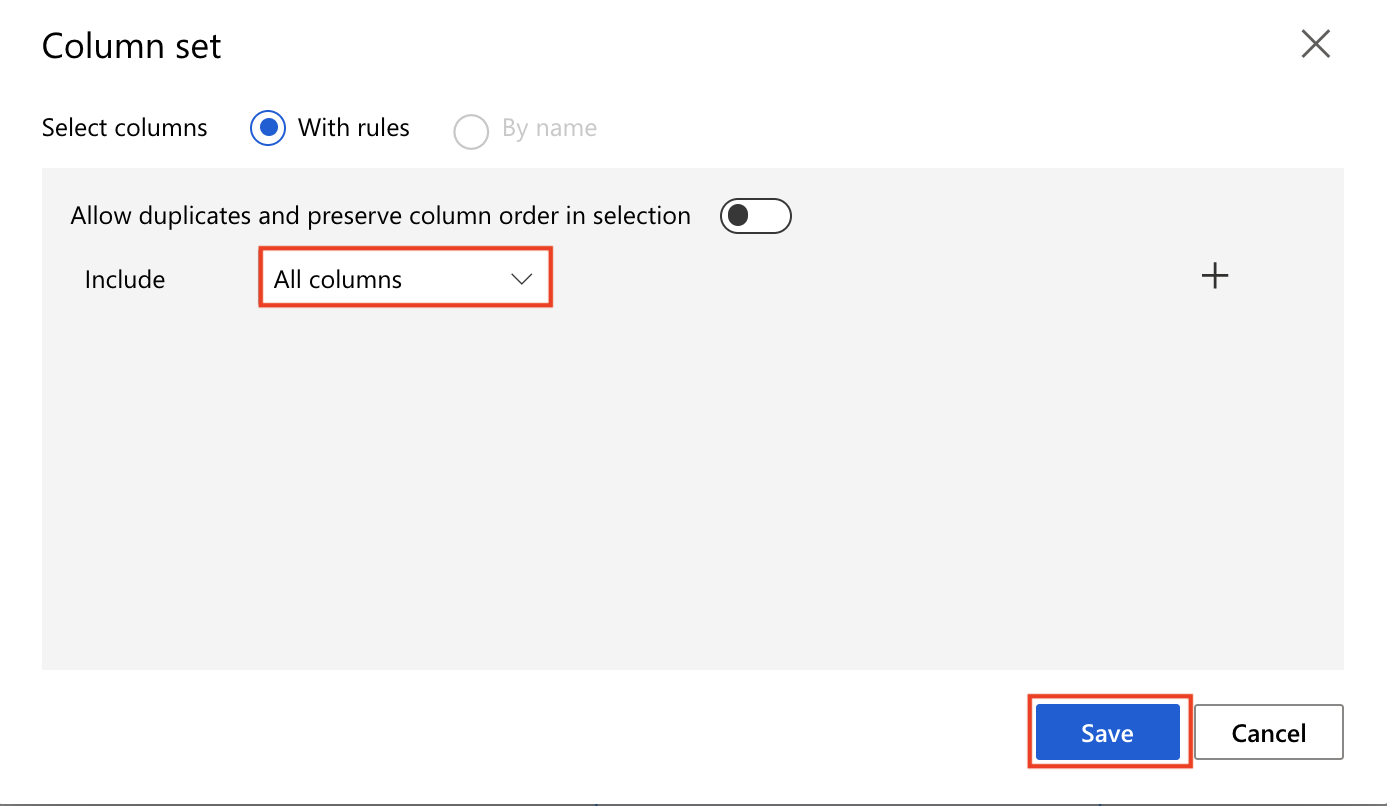 Column set
Select columns With rules By name
Allow duplicates and preserve column order in selection
Include All columns
Save Cancel